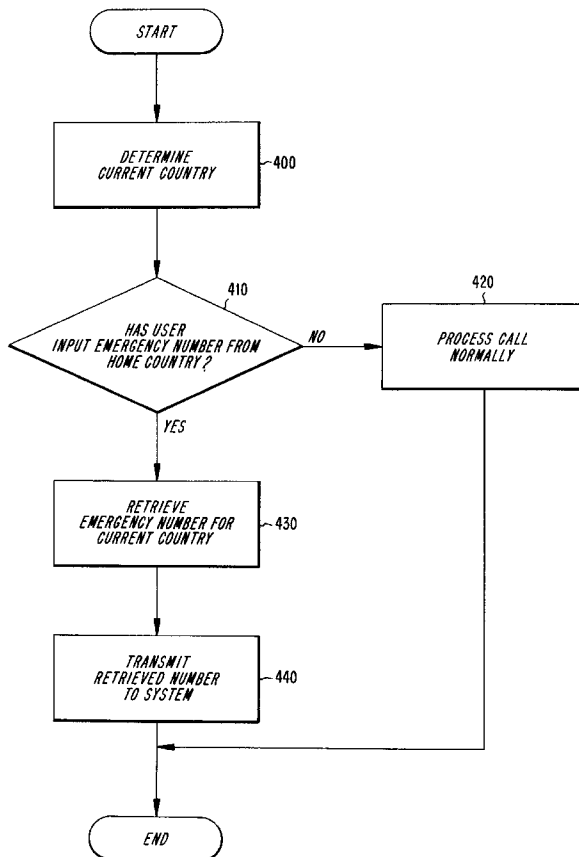 START
DETERMINE
CURRENT COUNTRY
400
410
HAS USER
INPUT EMERGENCY NUMBER FROM
HOME COUNTRY?
NO
420
PROCESS CALL
NORMALLY
YES
RETRIEVE
EMERGENCY NUMBER FOR
CURRENT COUNTRY
430
TRANSMIT
RETRIEVED NUMBER
TO SYSTEM
440
END